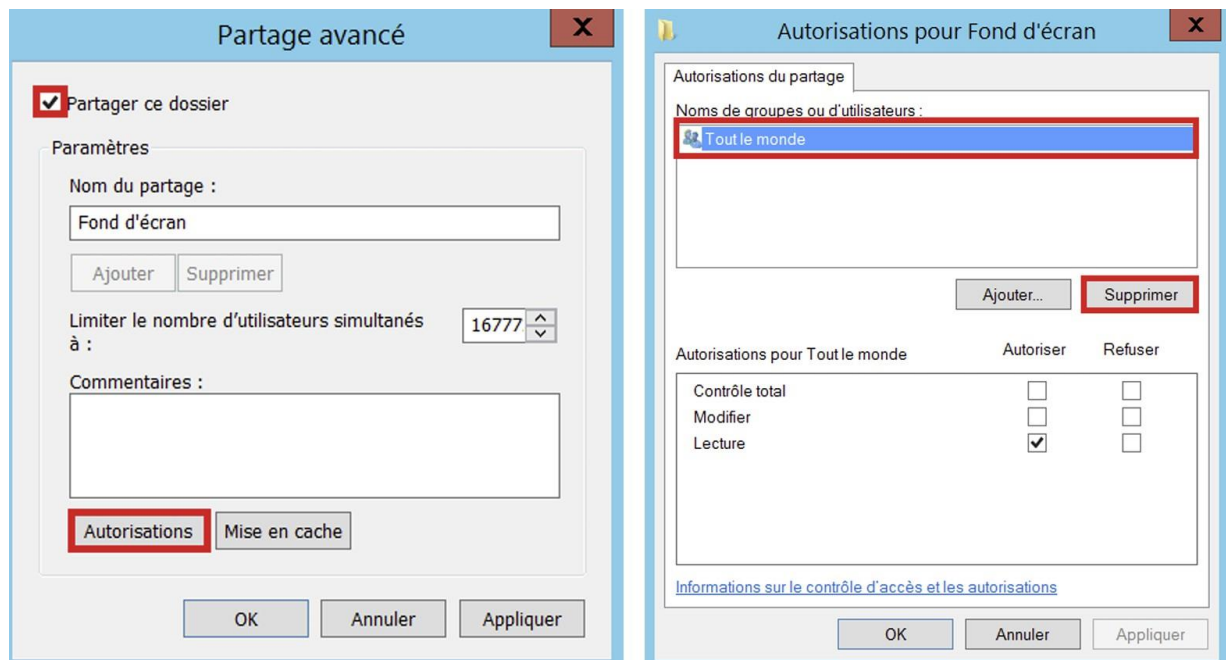 Partage avancé
Partager ce dossier
Paramètres
Nom du partage :
Fond d'écran
Ajouter
Supprimer
Limiter le nombre d'utilisateurs simultanés
à :
16777
Commentaires :
Autorisations
Mise en cache
OK
Annuler
Appliquer
Autorisations pour Fond d'écran
Autorisations du partage
Noms de groupes ou d'utilisateurs :
Tout le monde
Ajouter...
Supprimer
Autorisations pour Tout le monde
Autoriser
Refuser
Contrôle total
Modifier
Lecture
Informations sur le contrôle d'accès et les autorisations
OK
Annuler
Appliquer